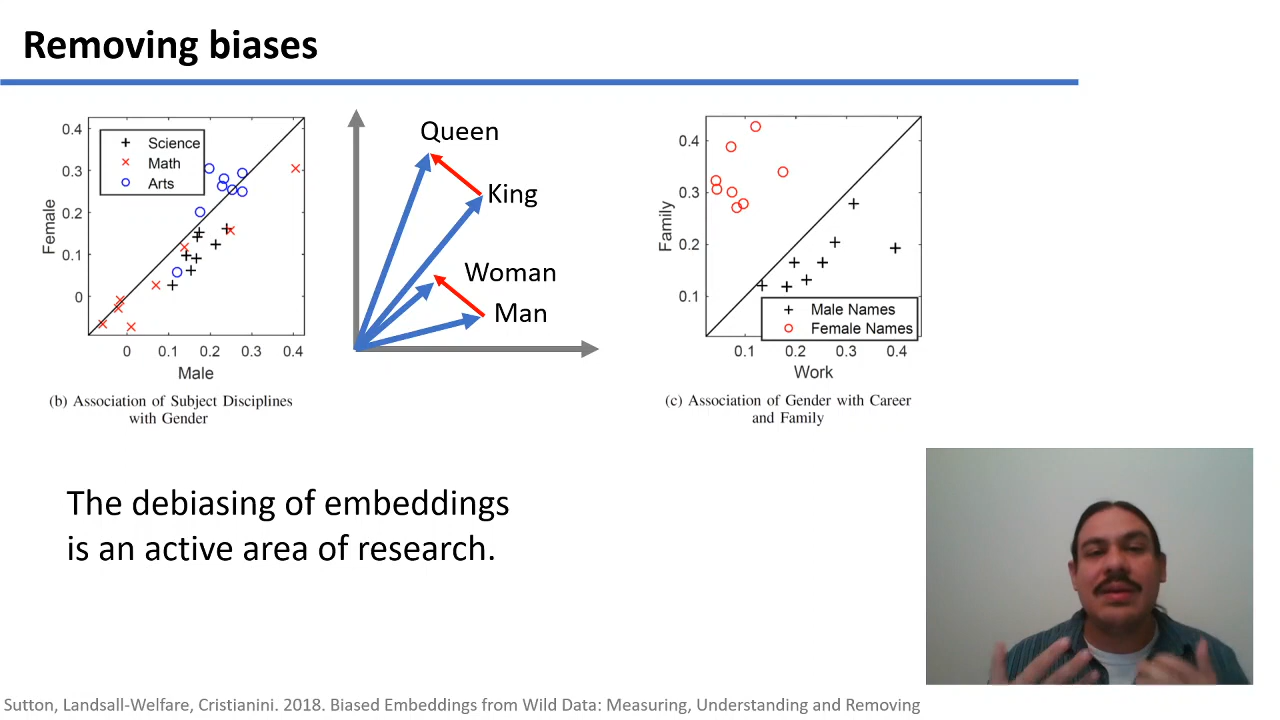 Removing biases
0.4
0.3
0.2
0.1
0
Female
+ Science
× Math
○ Arts
0 0.1 0.2 0.3 0.4
Male
(b) Association of Subject Disciplines
with Gender
Queen
King
Woman
Man
0.4
0.3
0.2
0.1
Family
+ Male Names
○ Female Names
0.1 0.2 0.3 0.4
Work
(c) Association of Gender with Career
and Family
The debiasing of embeddings
is an active area of research.
Sutton, Landsall-Welfare, Cristianini. 2018. Biased Embeddings from Wild Data: Measuring, Understanding and Removing